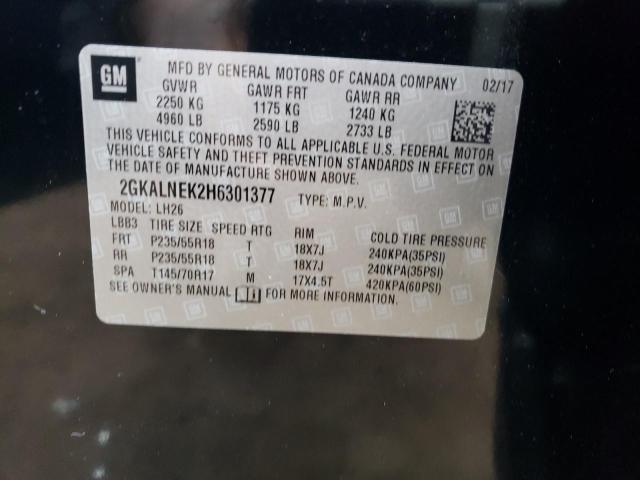 GM MFD BY GENERAL MOTORS OF CANADA COMPANY 02/17
GVWR GAWR FRT GAWR RR
2250 KG 1175 KG 1240 KG
4960 LB 2590 LB 2733 LB
THIS VEHICLE CONFORMS TO ALL APPLICABLE U.S. FEDERAL MOTOR
VEHICLE SAFETY AND THEFT PREVENTION STANDARDS IN EFFECT ON
THE DATE OF MANUFACTURE SHOWN ABOVE.
2GKALNEK2H6301377 TYPE: M.P.V.
MODEL: LH26
LBB3 TIRE SIZE SPEED RTG RIM COLD TIRE PRESSURE
FRT P235/55R18 T 18X7J 240KPA(35PSI)
RR P235/55R18 T 18X7J 240KPA(35PSI)
SPA T145/70R17 M 17X4.5T 420KPA(60PSI)
SEE OWNER'S MANUAL FOR MORE INFORMATION.